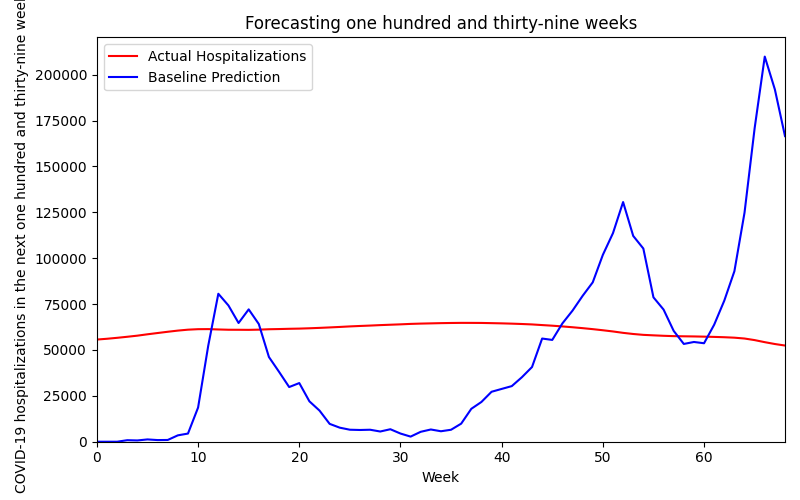 Forecasting one hundred and thirty-nine weeks
Actual Hospitalizations
Baseline Prediction
COVID-19 hospitalizations in the next one hundred and thirty-nine
200000
175000
150000
125000
100000
75000
50000
25000
0
0 10 20 30 40 50 60
Week